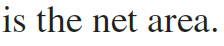 is the net area.